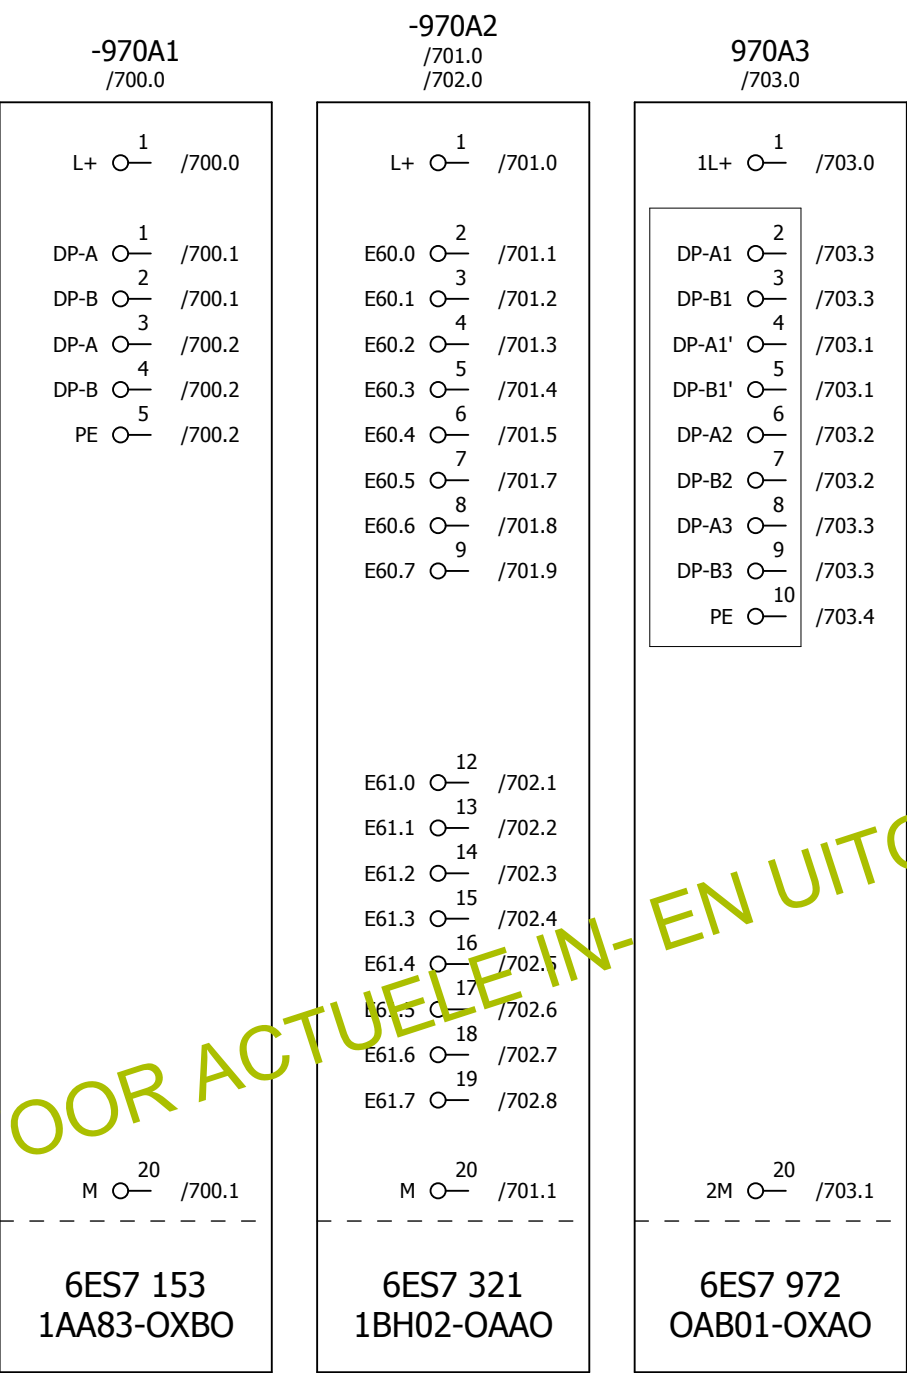 -970A1
/700.0
L+ 1 /700.0
DP-A 1 /700.1
DP-B 2 /700.1
DP-A 3 /700.2
DP-B 4 /700.2
PE 5 /700.2
M 20 /700.1
6ES7 153
1AA83-OXBO
-970A2
/701.0
/702.0
L+ 1 /701.0
E60.0 2 /701.1
E60.1 3 /701.2
E60.2 4 /701.3
E60.3 5 /701.4
E60.4 6 /701.5
E60.5 7 /701.7
E60.6 8 /701.8
E60.7 9 /701.9
E61.0 12 /702.1
E61.1 13 /702.2
E61.2 14 /702.3
E61.3 15 /702.4
E61.4 16 /702.5
E61.5 17 /702.6
E61.6 18 /702.7
E61.7 19 /702.8
M 20 /701.1
6ES7 321
1BH02-OAAO
970A3
/703.0
1L+ 1 /703.0
DP-A1 2 /703.3
DP-B1 3 /703.3
DP-A1' 4 /703.1
DP-B1' 5 /703.1
DP-A2 6 /703.2
DP-B2 7 /703.2
DP-A3 8 /703.3
DP-B3 9 /703.3
PE 10 /703.4
2M 20 /703.1
6ES7 972
OAB01-OXAO
OOR ACTUELE IN- EN UITG